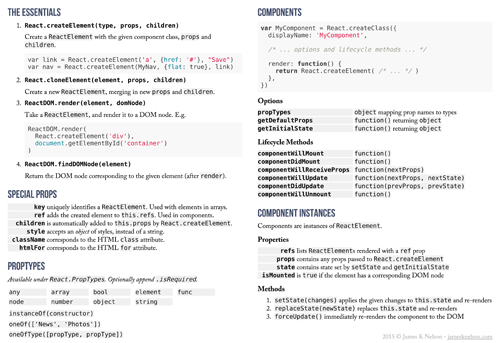 THE ESSENTIALS
1. React.createElement(type, props, children)
Create a ReactElement with the given component class, props and
children.
var link = React.createElement('a', {href: '#'}, "Save")
var nav = React.createElement(MyNav, {flat: true}, link)
2. React.cloneElement(element, props, children)
Create a new ReactElement, merging in new props and children.
3. ReactDOM.render(element, domNode)
Take a ReactElement, and render it to a DOM node. E.g.
ReactDOM.render(
React.createElement('div'),
document.getElementById('container')
)
4. ReactDOM.findDOMNode(element)
Return the DOM node corresponding to the given element (after render).
SPECIAL PROPS
key uniquely identifies a ReactElement. Used with elements in arrays.
ref adds the created element to this.refs. Used in components.
children is automatically added to this.props by React.createElement.
style accepts an object of styles, instead of a string.
className corresponds to the HTML class attribute.
htmlFor corresponds to the HTML for attribute.
PROPTYPES
Available under React.PropTypes. Optionally append .isRequired.
any array bool element func
node number object string
instanceOf(constructor)
oneOf(['News', 'Photos'])
oneOfType([propType, propType])
COMPONENTS
var MyComponent = React.createClass({
displayName: 'MyComponent',
/* ... options and lifecycle methods ... */
render: function() {
return React.createElement( /* ... */ )
},
})
Options
propTypes object mapping prop names to types
getDefaultProps function() returning object
getInitialState function() returning object
Lifecycle Methods
componentWillMount function()
componentDidMount function()
componentWillReceiveProps function(nextProps)
componentWillUpdate function(nextProps, nextState)
componentDidUpdate function(prevProps, prevState)
componentWillUnmount function()
COMPONENT INSTANCES
Components are instances of ReactElement.
Properties
refs lists ReactElements rendered with a ref prop
props contains any props passed to React.createElement
state contains state set by setState and getInitialState
isMounted is true if the element has a corresponding DOM node
Methods
1. setState(changes) applies the given changes to this.state and re-renders
2. replaceState(newState) replaces this.state and re-renders
3. forceUpdate() immediately re-renders the component to the DOM
2015 © James & Nelson - jamesknelson.com